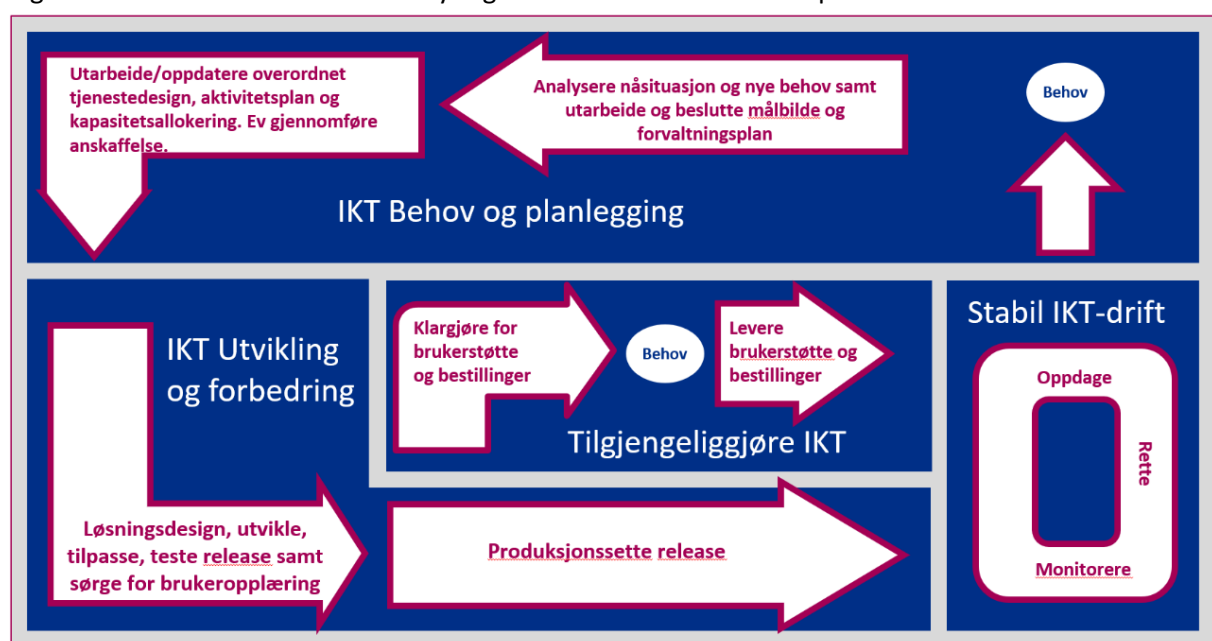 Utarbeide/oppdatere overordnet
tjenestedesign, aktivitetsplan og
kapasitetsallokering. Ev gjennomføre
anskaffelse.
Analysere nåsituasjon og nye behov samt
utarbeide og beslutte målbilde og
forvaltningsplan
Behov
IKT Behov og planlegging
IKT Utvikling
og forbedring
Klargjøre for
brukerstøtte
og bestillinger
Behov
Levere
brukerstøtte og
bestillinger
Tilgjengeliggjøre IKT
Stabil IKT-drift
Oppdage
Rette
Monitorere
Løsningsdesign, utvikle,
tilpasse, teste release samt
sørge for brukeropplæring
Produksjonssette release